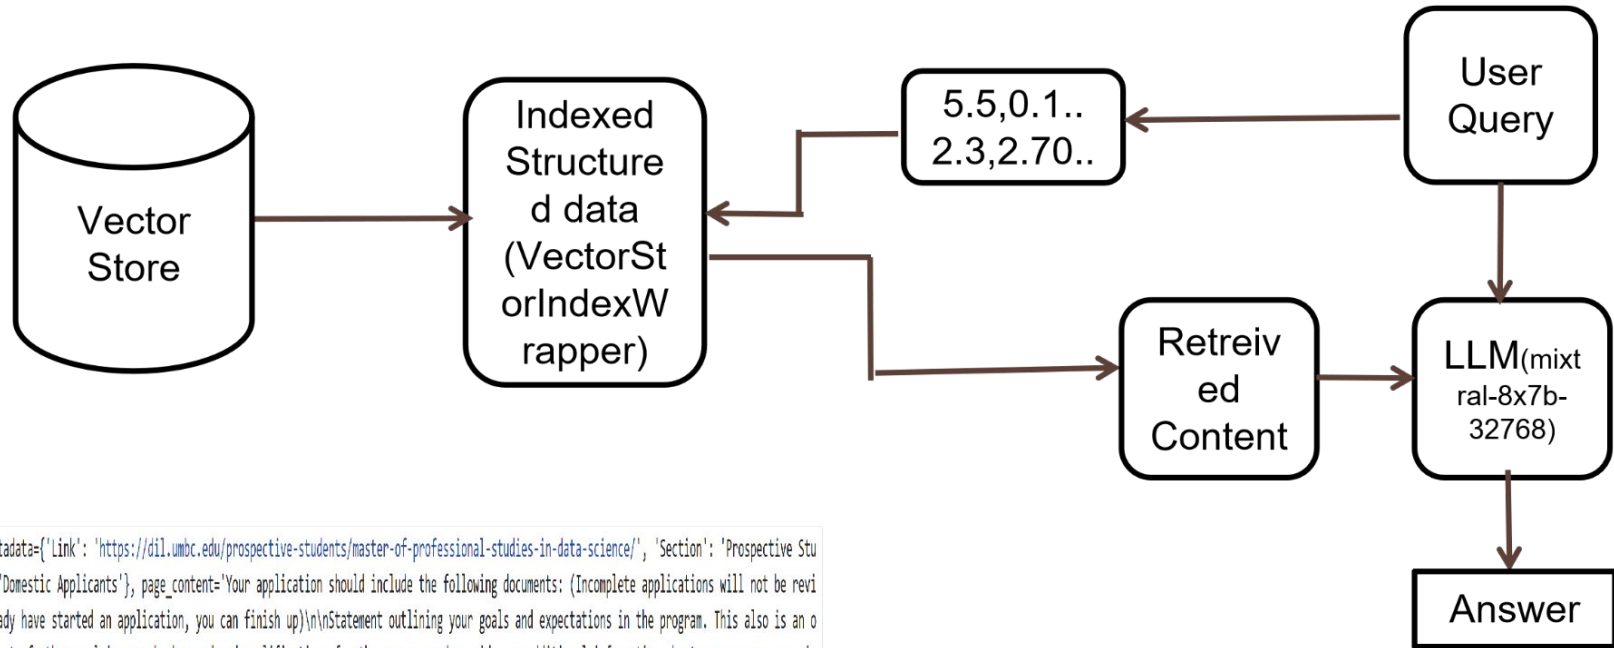 Vector
Store
Indexed
Structure
d data
(VectorSt
orIndexW
rapper)
5.5,0.1..
2.3,2.70..
User
Query
Retreiv
ed
Content
LLM(mixt
ral-8x7b-
32768)
Answer
tadata={'Link': 'https://dil.umbc.edu/prospective-students/master-of-professional-studies-in-data-science/', 'Section': 'Prospective Stu
'Domestic Applicants'}, page_content='Your application should include the following documents: (Incomplete applications will not be revi
ady have started an application, you can finish up)\n\nStatement outlining your goals and expectations in the program. This also is an o